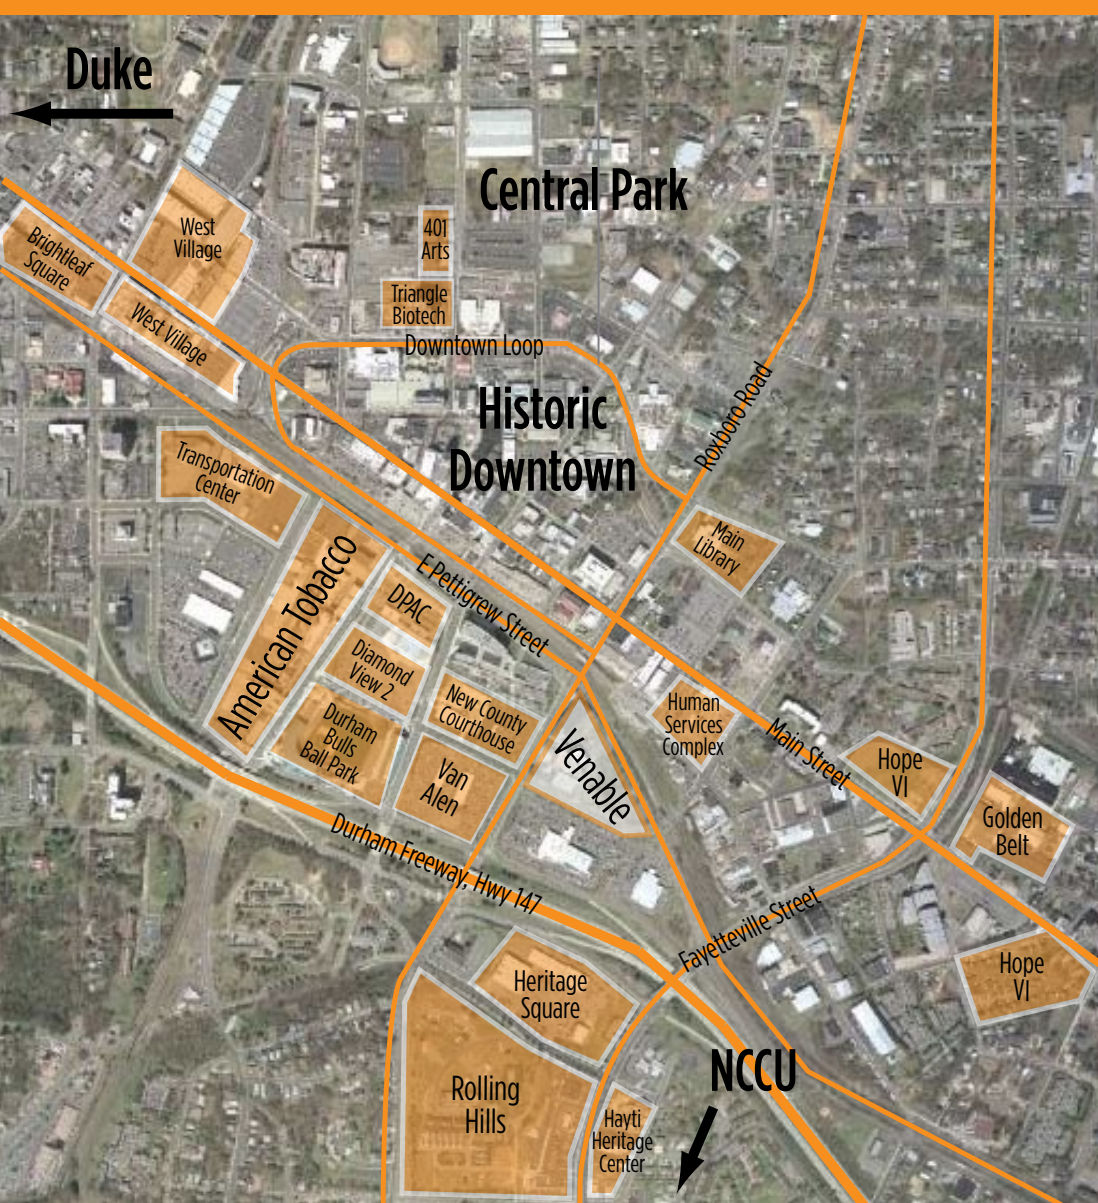 Duke
Central Park
West
Village
401
Arts
Brightleaf
Square
Triangle
Biotech
West Village
Downtown Loop
Historic
Downtown
Roxboro Road
Transportation
Center
Main
Library
American Tobacco
E Pettigrew Street
DPAC
Diamond
View 2
New County
Courthouse
Human
Services
Complex
Durham
Bulls
Ball Park
Venable
Main Street
Hope
VI
Van
Alen
Golden
Belt
Durham Freeway, Hwy 147
Fayetteville Street
Hope
VI
Heritage
Square
NCCU
Rolling
Hills
Hayti
Heritage
Center